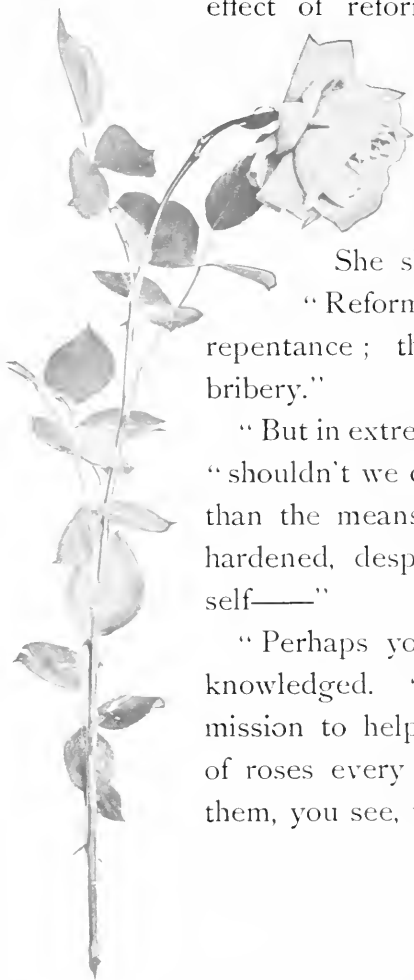 effect of refor
She s
“Reform
repentance ; th
bribery.”
“But in extre
“shouldn't we c
than the means
hardened, desp
self——”
“Perhaps yo
knowledged. “
mission to help
of roses every
them, you see,